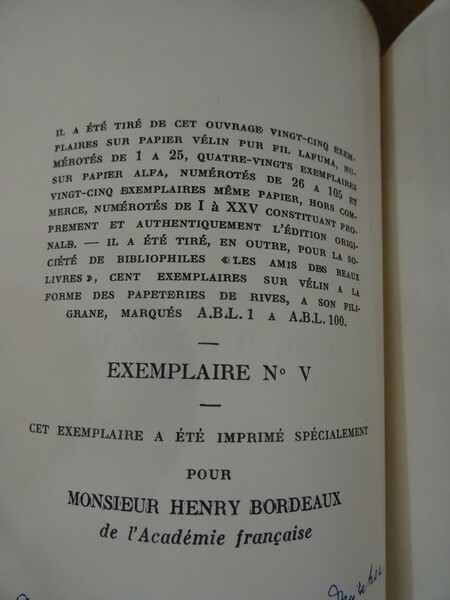 IL A ÉTÉ TIRÉ DE CET OUVRAGE VINGT-CINQ EXEM-
PLAIRES SUR PAPIER VÉLIN PUR FIL LAFUMA, NU-
MÉROTÉS DE 1 A 25, QUATRE-VINGTS EXEMPLAIRES
SUR PAPIER ALFA, NUMÉROTÉS DE 26 A 105 ET
VINGT-CINQ EXEMPLAIRES MÊME PAPIER, HORS COM-
MERCE, NUMÉROTÉS DE I à XXV CONSTITUANT PRO-
PREMENT ET AUTHENTIQUEMENT L'ÉDITION ORIGI-
NALE. — IL A ÉTÉ TIRÉ, EN OUTRE, POUR LA SO-
CIÉTÉ DE BIBLIOPHILES « LES AMIS DES BEAUX
LIVRES », CENT EXEMPLAIRES SUR VÉLIN A LA
FORME DES PAPETERIES DE RIVES, A SON FILI-
GRANE, MARQUÉS A.B.L. 1 A A.B.L. 100.
—
EXEMPLAIRE Nº V
—
CET EXEMPLAIRE A ÉTÉ IMPRIMÉ SPÉCIALEMENT
POUR
MONSIEUR HENRY BORDEAUX
de l'Académie française